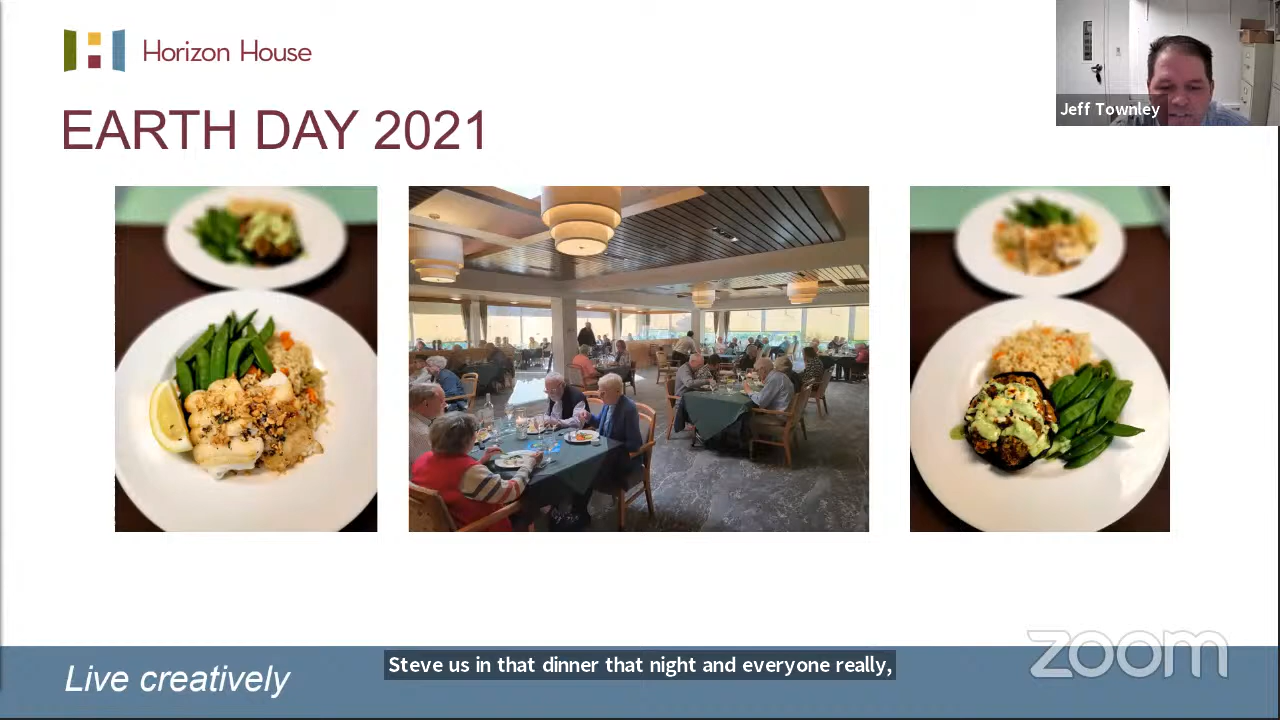 Horizon House
Jeff Townley
EARTH DAY 2021
Steve us in that dinner that night and everyone really,
Live creatively
zoom